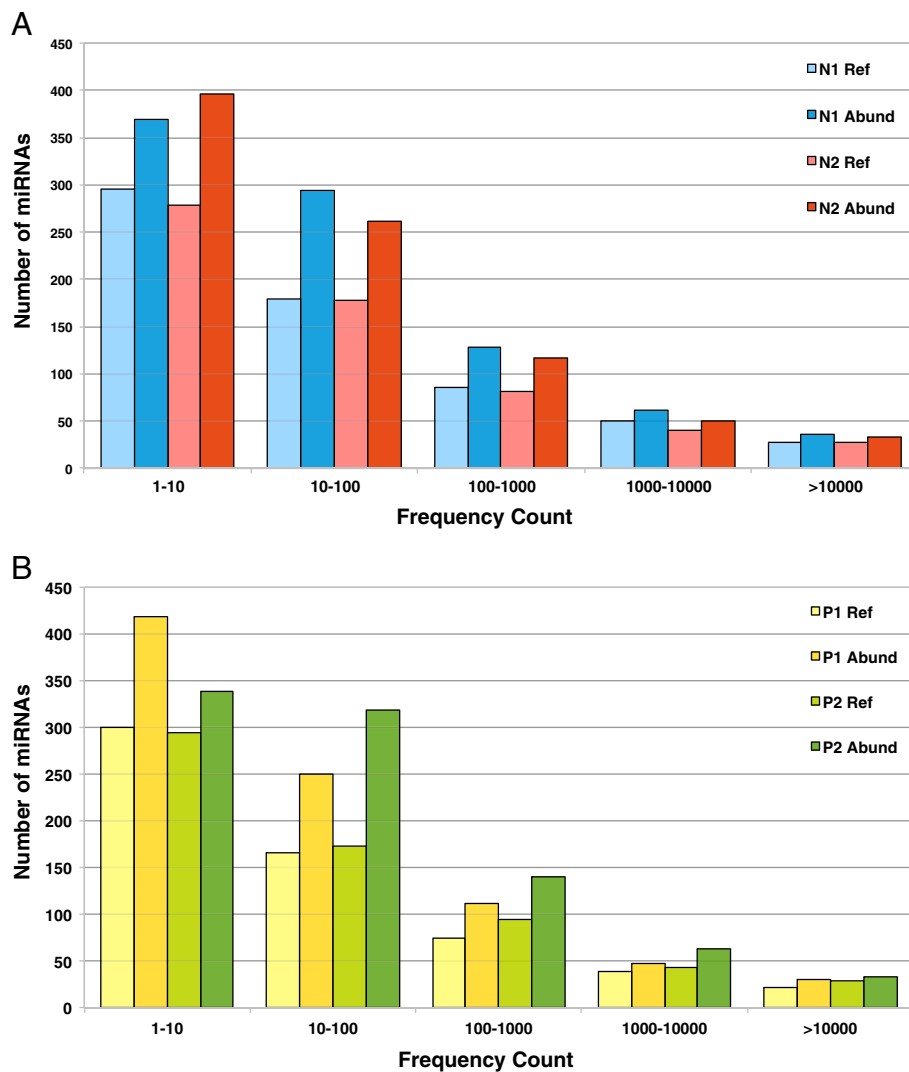 A
450
400
350
300
250
200
150
100
50
0
Number of miRNAs
N1 Ref
N1 Abund
N2 Ref
N2 Abund
1-10 10-100 100-1000 1000-10000 >10000
Frequency Count
B
450
400
350
300
250
200
150
100
50
0
Number of miRNAs
P1 Ref
P1 Abund
P2 Ref
P2 Abund
1-10 10-100 100-1000 1000-10000 >10000
Frequency Count